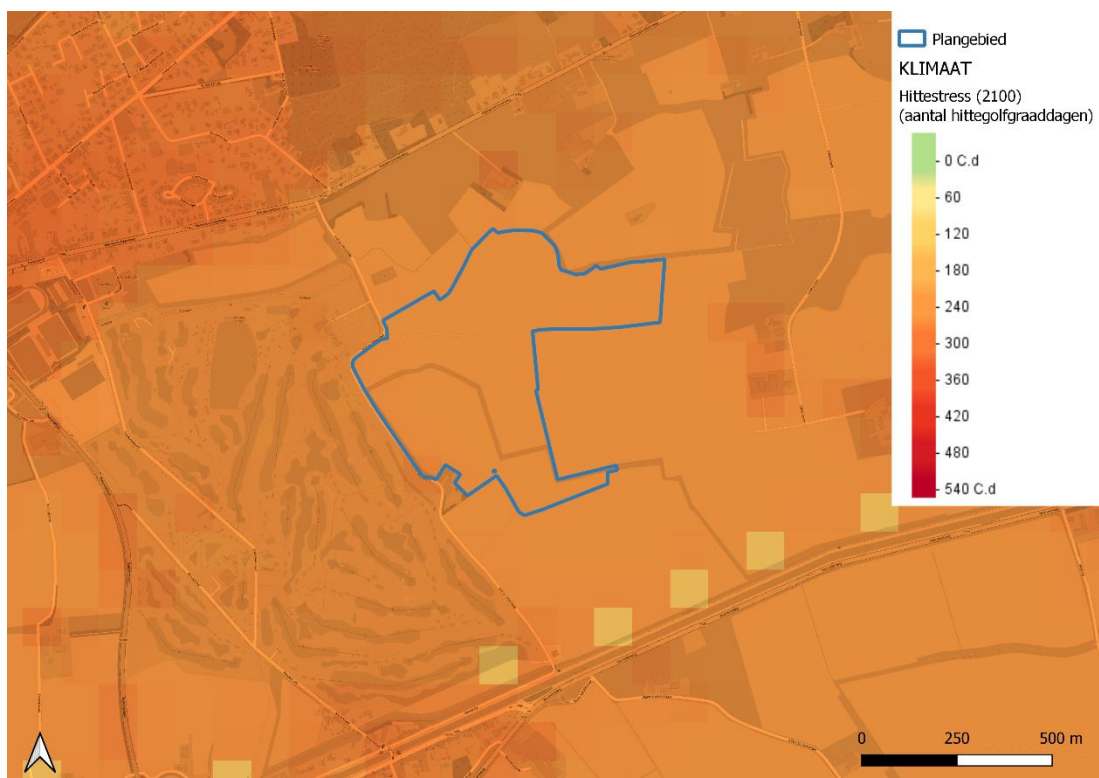 Plangebied
KLIMAAT
Hittestress (2100)
(aantal hittegolfgraaddagen)
0 C.d
60
120
180
240
300
360
420
480
540 C.d
0 250 500 m